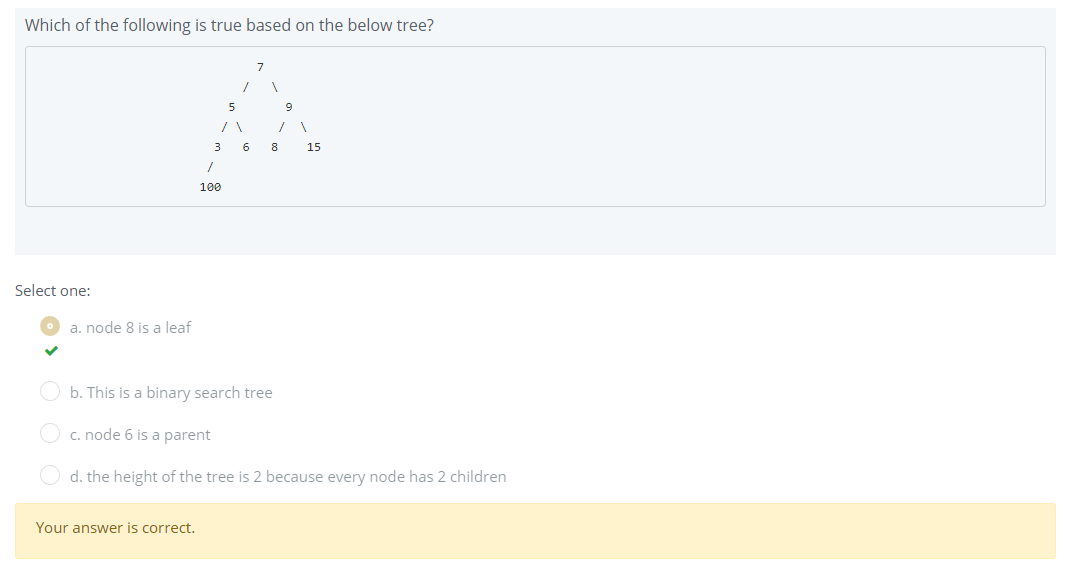 Which of the following is true based on the below tree?
7
/ \
5 9
/ \ / \
3 6 8 15
/
100
Select one:
a. node 8 is a leaf
b. This is a binary search tree
c. node 6 is a parent
d. the height of the tree is 2 because every node has 2 children
Your answer is correct.